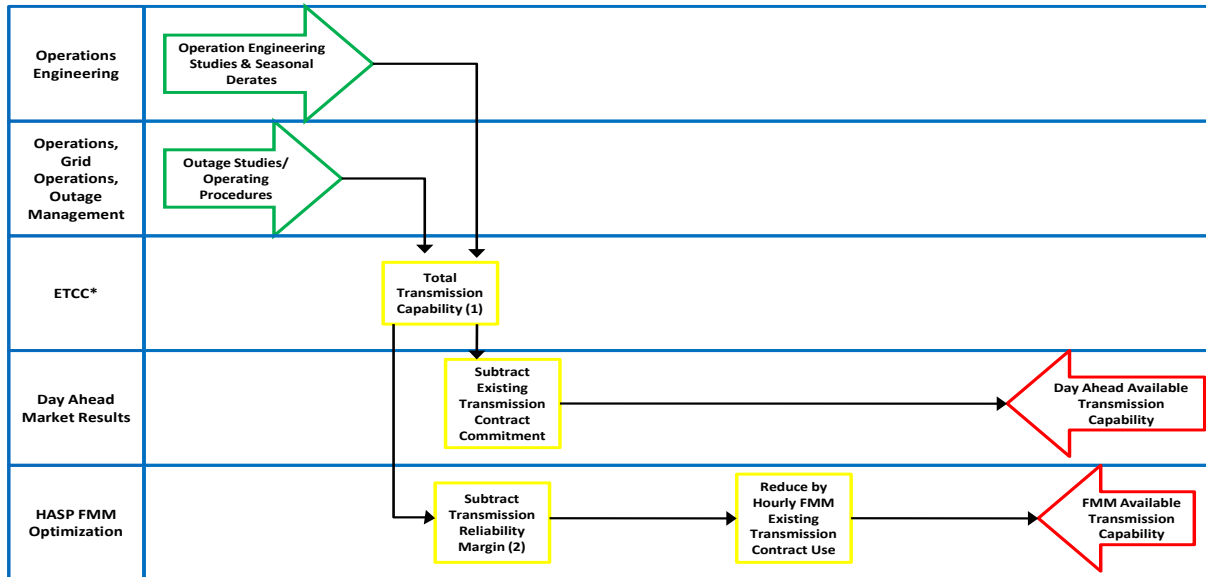 Operations
Engineering
Operation Engineering
Studies & Seasonal
Derates
Operations,
Grid
Operations,
Outage
Management
Outage Studies/
Operating
Procedures
ETCC*
Total
Transmission
Capability (1)
Day Ahead
Market Results
Subtract
Existing
Transmission
Contract
Commitment
Day Ahead Available
Transmission
Capability
HASP FMM
Optimization
Subtract
Transmission
Reliability
Margin (2)
Reduce by
Hourly FMM
Existing
Transmission
Contract Use
FMM Available
Transmission
Capability